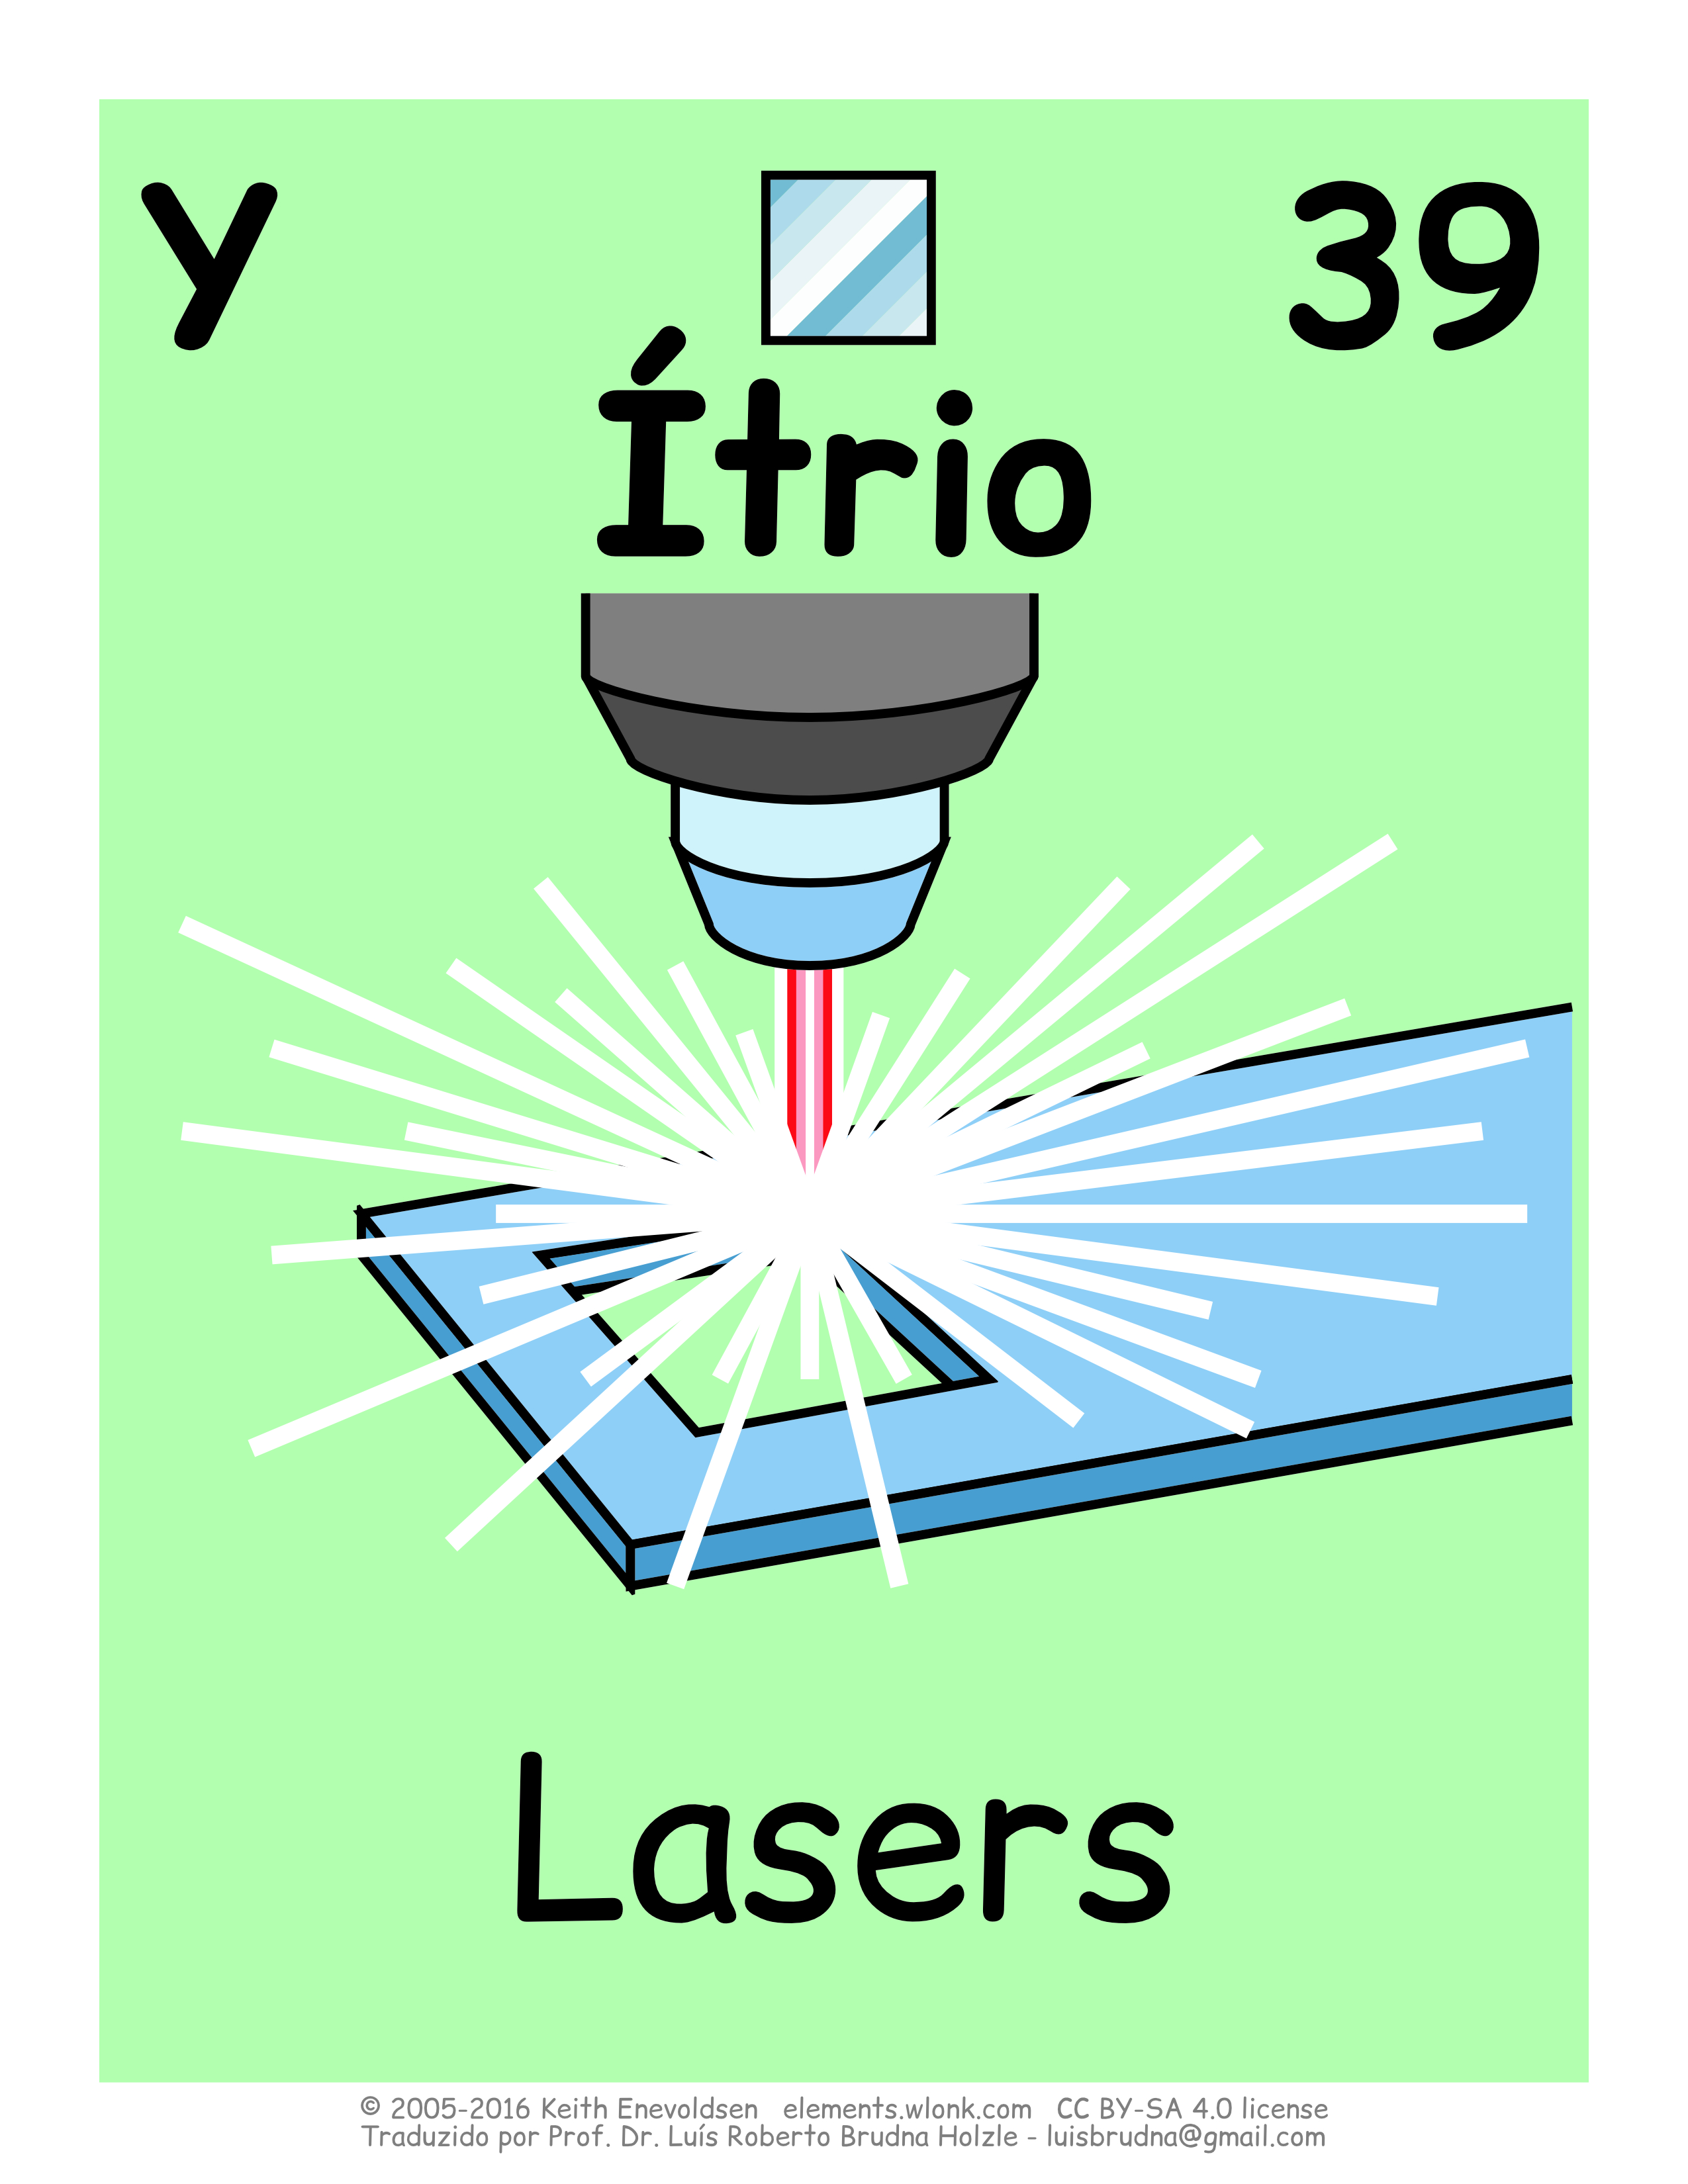 Y
39
Ítrio
Lasers
© 2005-2016 Keith Enevoldsen elements.wlonk.com CC BY-SA 4.0 license
Traduzido por Prof. Dr. Luís Roberto Brudna Holzle - luisbrudna@gmail.com